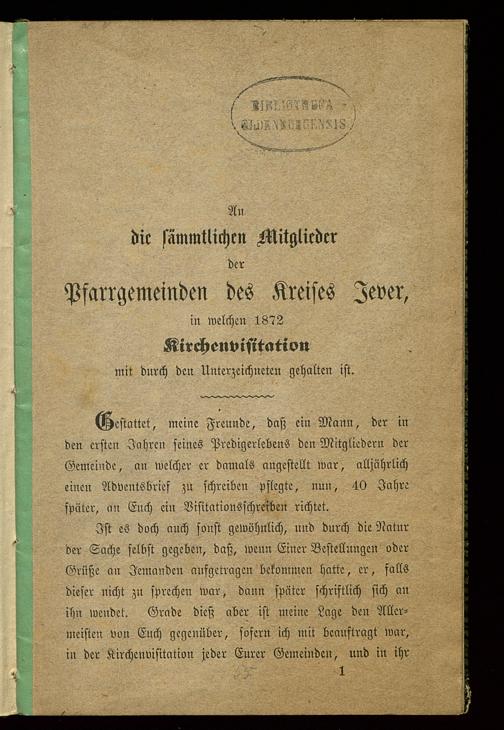 BIBLIOTHECA
OLDENBURGENSIS
An
die sämmtlichen Mitglieder
der
Pfarrgemeinden des Kreises Jever,
in welchen 1872
Kirchenvisitation
mit durch den Unterzeichneten gehalten ist.
Gestattet, meine Freunde, daß ein Mann, der in
den ersten Jahren seines Predigerlebens den Mitgliedern der
Gemeinde, an welcher er damals angestellt war, alljährlich
einen Adventsbrief zu schreiben pflegte, nun, 40 Jahre
später, an Euch ein Visitationsschreiben richtet.
Ist es doch auch sonst gewöhnlich, und durch die Natur
der Sache selbst gegeben, daß, wenn Einer Bestellungen oder
Grüße an Jemanden aufgetragen bekommen hatte, er, falls
dieser nicht zu sprechen war, dann später schriftlich sich an
ihn wendet. Grade dieß aber ist meine Lage den Aller-
meisten von Euch gegenüber, sofern ich mit beauftragt war,
in der Kirchenvisitation jeder Eurer Gemeinden, und in ihr
1